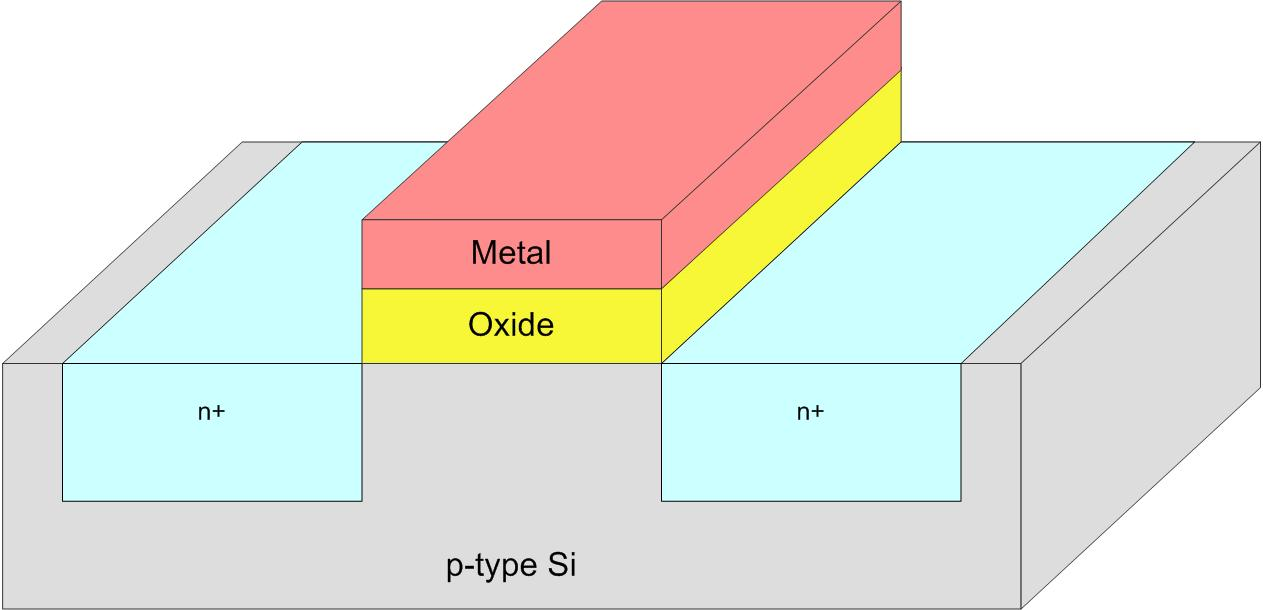 Metal
Oxide
n+
n+
p-type Si